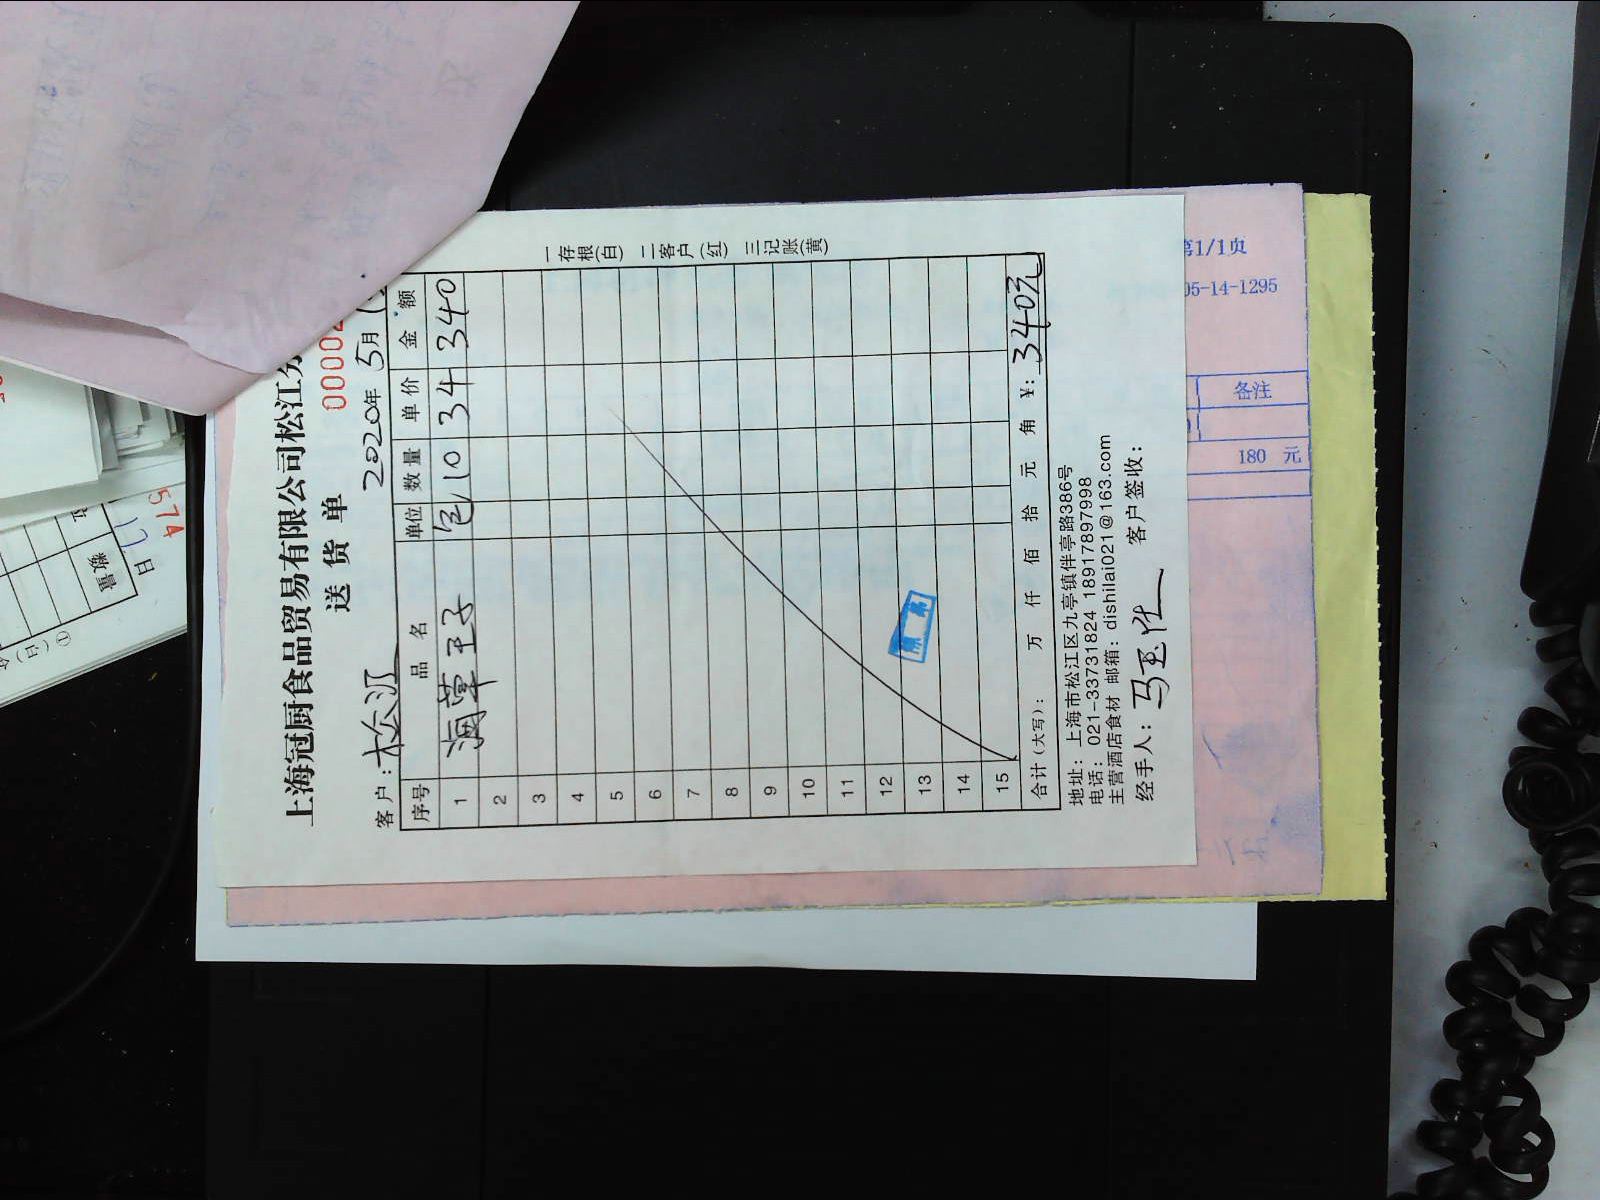 上海冠厨食品贸易有限公司松江分
送 货 单
00002
客户: 松江
2020年 5月
序号 品 名 单位 数量 单价 金 额
1 海草王子 包 10 34 340
2
3
4
5
6
7
8
9
10
11
12
13
14
15
合计(大写): 万 仟 佰 拾 元 角 ¥: 340元
地址: 上海市松江区九亭镇伴亭路386号
电话: 021-33731824 18917897998
主营酒店食材 邮箱: dishilai021@163.com
经手人: 客户签收:
一存根(白) 二客户(红) 三记账(黄)
第1/1页
05-14-1295
备注
180 元
574
17日
数量